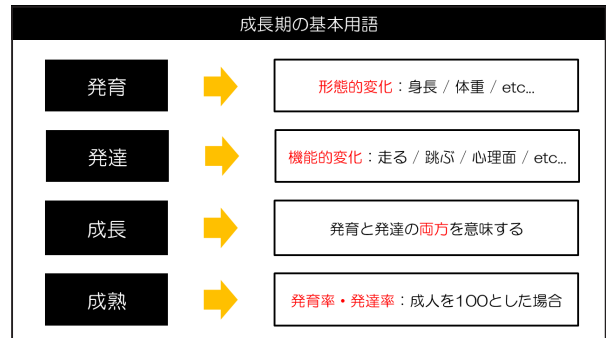 成長期の基本用語
発育
形態的変化：身長 / 体重 / etc...
発達
機能的変化：走る / 跳ぶ / 心理面 / etc...
成長
発育と発達の両方を意味する
成熟
発育率・発達率：成人を100とした場合